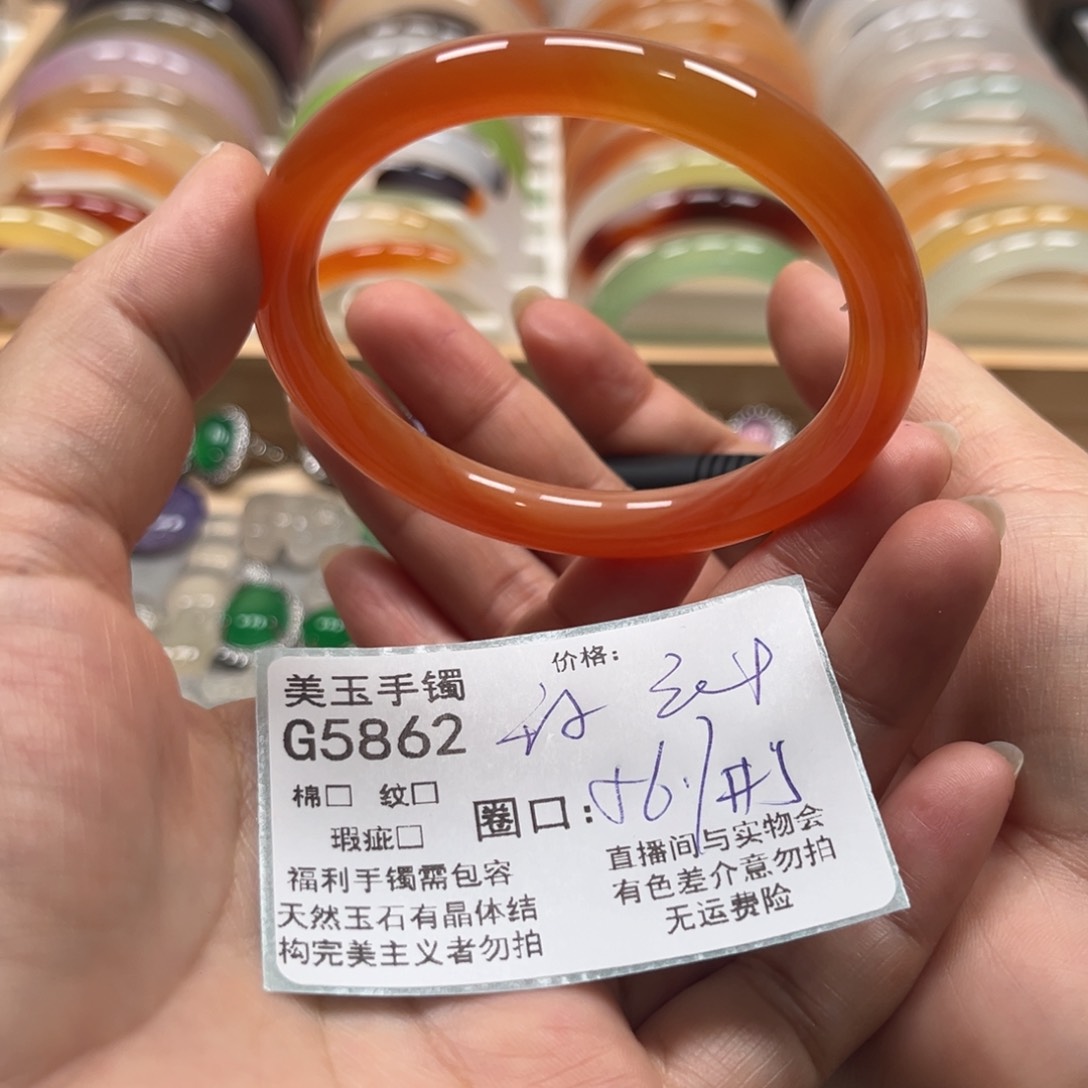 美玉手镯
价格:
G5862
棉□ 纹□
圈口:56.1
瑕疵□
福利手镯需包容
天然玉石有晶体结
构完美主义者勿拍
直播间与实物会
有色差介意勿拍
无运费险